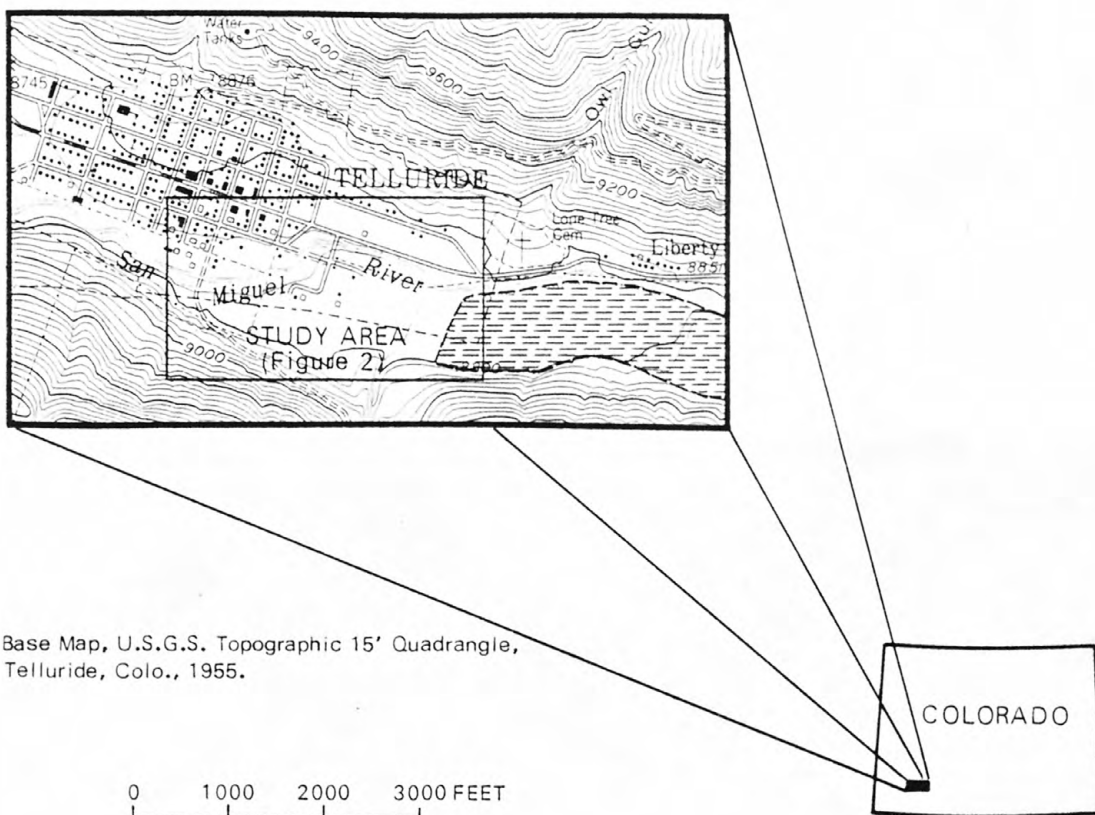 Water
Tanks
9400
9600
Owl
8745
BM
8876
TELLURIDE
9200
Lone Tree
Cem
Liberty
San
Miguel
River
STUDY AREA
(Figure 2)
9000
Base Map, U.S.G.S. Topographic 15' Quadrangle,
Telluride, Colo., 1955.
COLORADO
0 1000 2000 3000 FEET